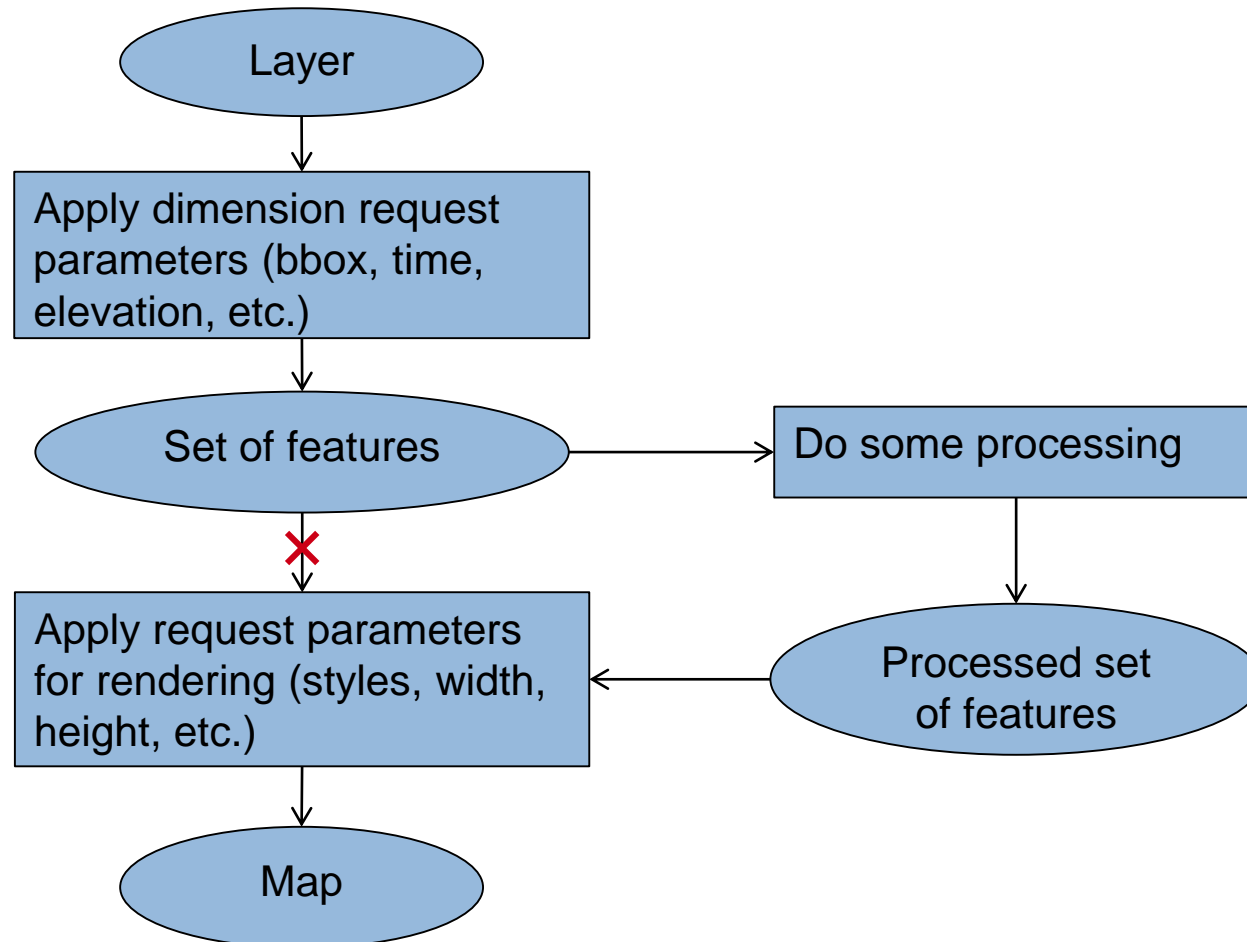 Layer
Apply dimension request
parameters (bbox, time,
elevation, etc.)
Set of features
Do some processing
Apply request parameters
for rendering (styles, width,
height, etc.)
Processed set
of features
Map